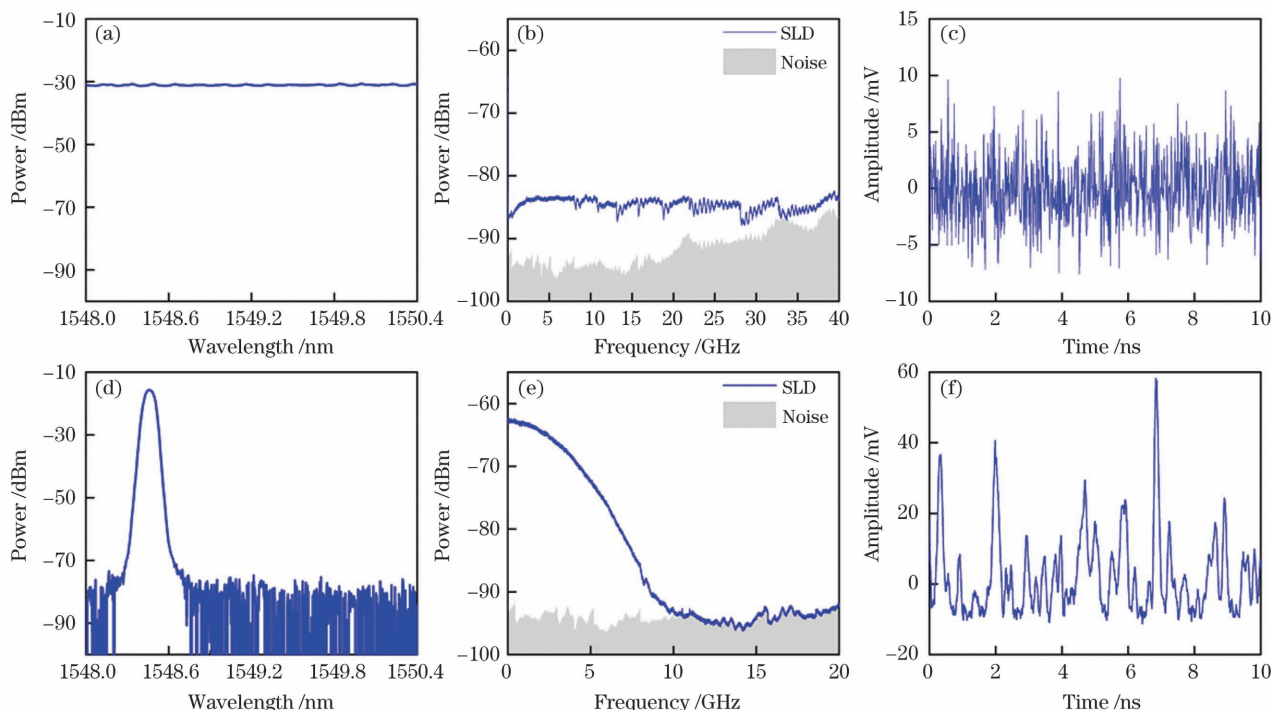 (a)
Power /dBm
-10
-30
-50
-70
-90
1548.0 1548.6 1549.2 1549.8 1550.4
Wavelength /nm
(b)
SLD
Noise
Power /dBm
-60
-70
-80
-90
-100
0 5 10 15 20 25 30 35 40
Frequency /GHz
(c)
Amplitude /mV
15
10
5
0
-5
-10
0 2 4 6 8 10
Time /ns
(d)
Power /dBm
-10
-30
-50
-70
-90
1548.0 1548.6 1549.2 1549.8 1550.4
Wavelength /nm
(e)
SLD
Noise
Power /dBm
-60
-70
-80
-90
-100
0 5 10 15 20
Frequency /GHz
(f)
Amplitude /mV
60
40
20
0
-20
0 2 4 6 8 10
Time /ns